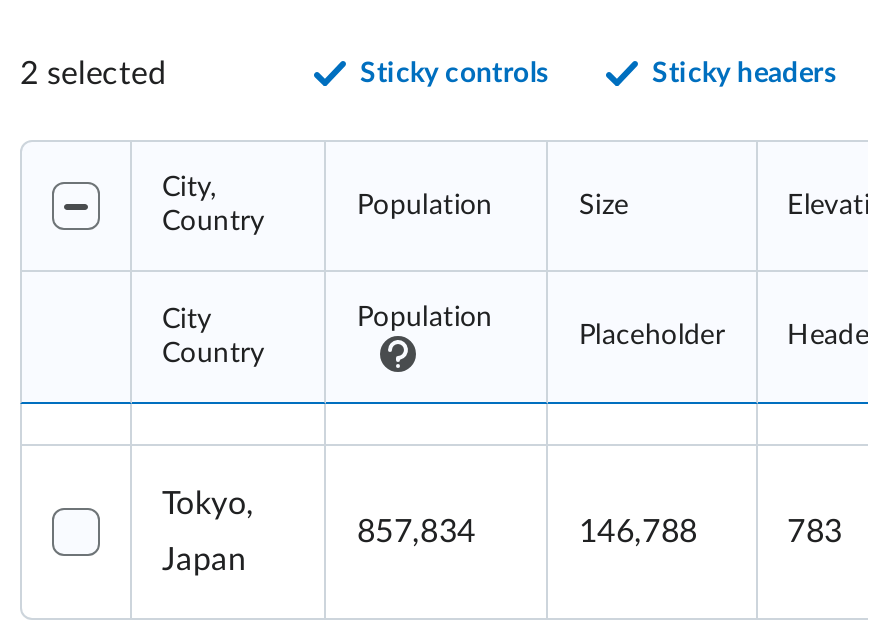 2 selected
Sticky controls
Sticky headers
City,
Country
Population
Size
Elevati
City
Country
Population
Placeholder
Heade
Tokyo,
Japan
857,834
146,788
783